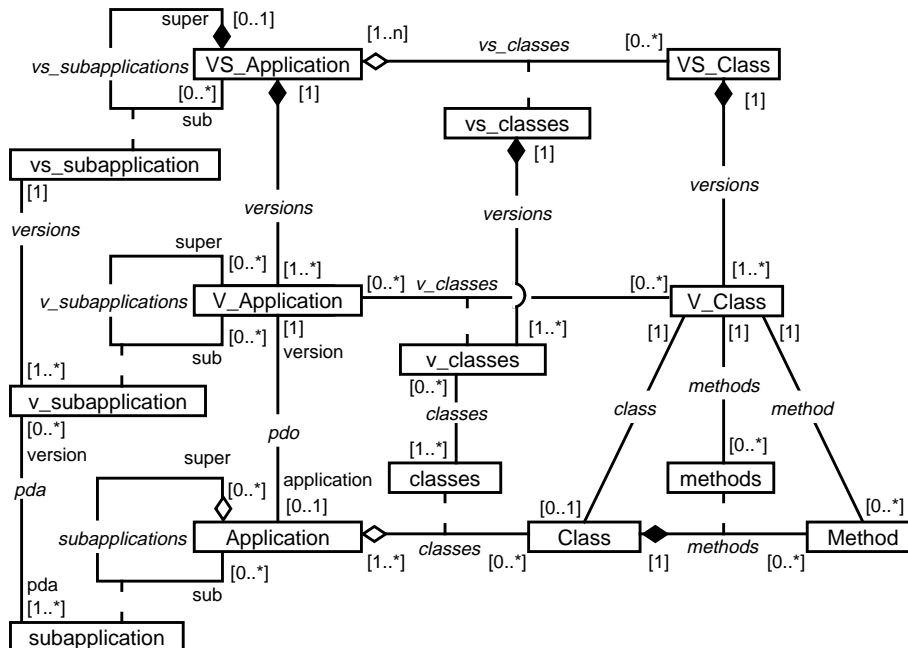 super [0..1]
[1..n]
vs_classes
[0..*]
vs_subapplications
VS_Application
VS_Class
[0..*]
[1]
[1]
sub
vs_classes
vs_subapplication
[1]
[1]
versions
versions
versions
versions
super
[0..*]
[1..*]
[0..*]
v_classes
[0..*]
[1..*]
v_subapplications
V_Application
V_Class
[0..*]
[1]
[1..*]
[1]
[1]
[1]
sub
version
v_classes
[1..*]
[0..*]
methods
v_subapplication
classes
class
method
[0..*]
pdo
version
[1..*]
[0..*]
super
application
classes
methods
pda
[0..*]
[0..1]
[0..1]
[0..*]
subapplications
Application
Class
Method
[0..*]
[1..*]
classes
[0..*]
[1]
methods
[0..*]
pda
sub
[1..*]
subapplication